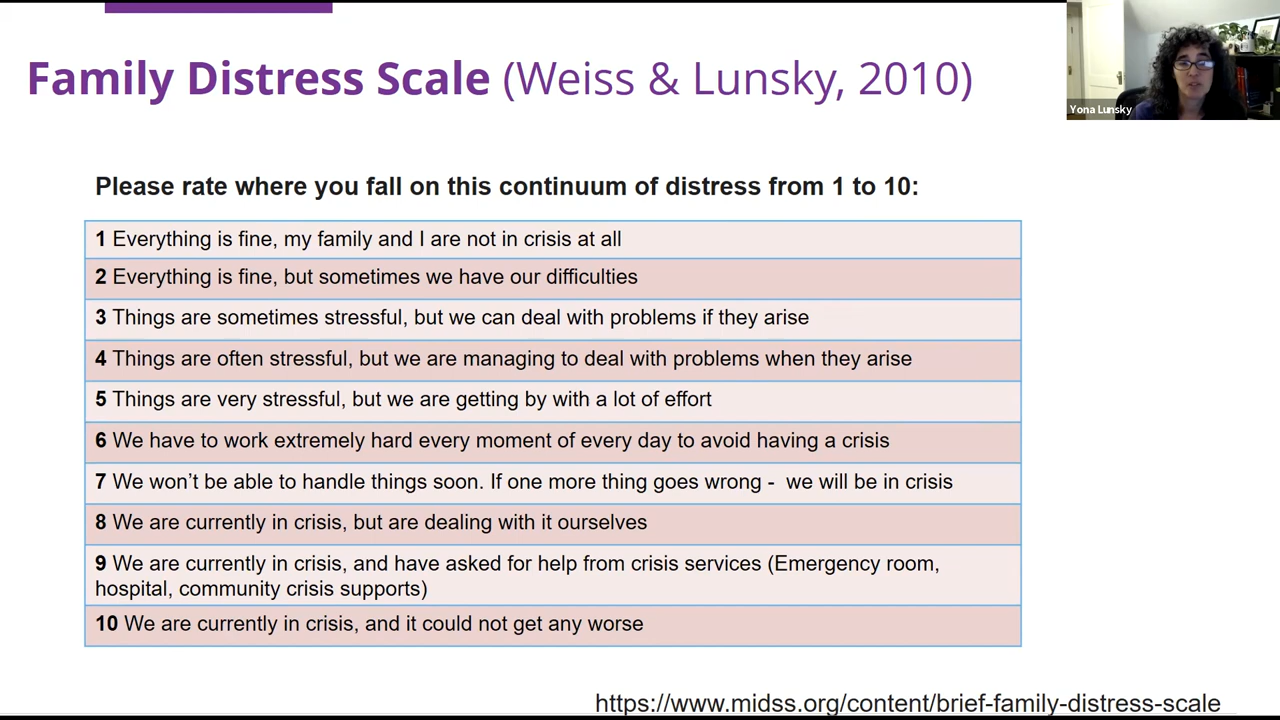 Family Distress Scale (Weiss & Lunsky, 2010)
Yona Lunsky
Please rate where you fall on this continuum of distress from 1 to 10:
1 Everything is fine, my family and I are not in crisis at all
2 Everything is fine, but sometimes we have our difficulties
3 Things are sometimes stressful, but we can deal with problems if they arise
4 Things are often stressful, but we are managing to deal with problems when they arise
5 Things are very stressful, but we are getting by with a lot of effort
6 We have to work extremely hard every moment of every day to avoid having a crisis
7 We won’t be able to handle things soon. If one more thing goes wrong -  we will be in crisis
8 We are currently in crisis, but are dealing with it ourselves
9 We are currently in crisis, and have asked for help from crisis services (Emergency room,
hospital, community crisis supports)
10 We are currently in crisis, and it could not get any worse
https://www.midss.org/content/brief-family-distress-scale